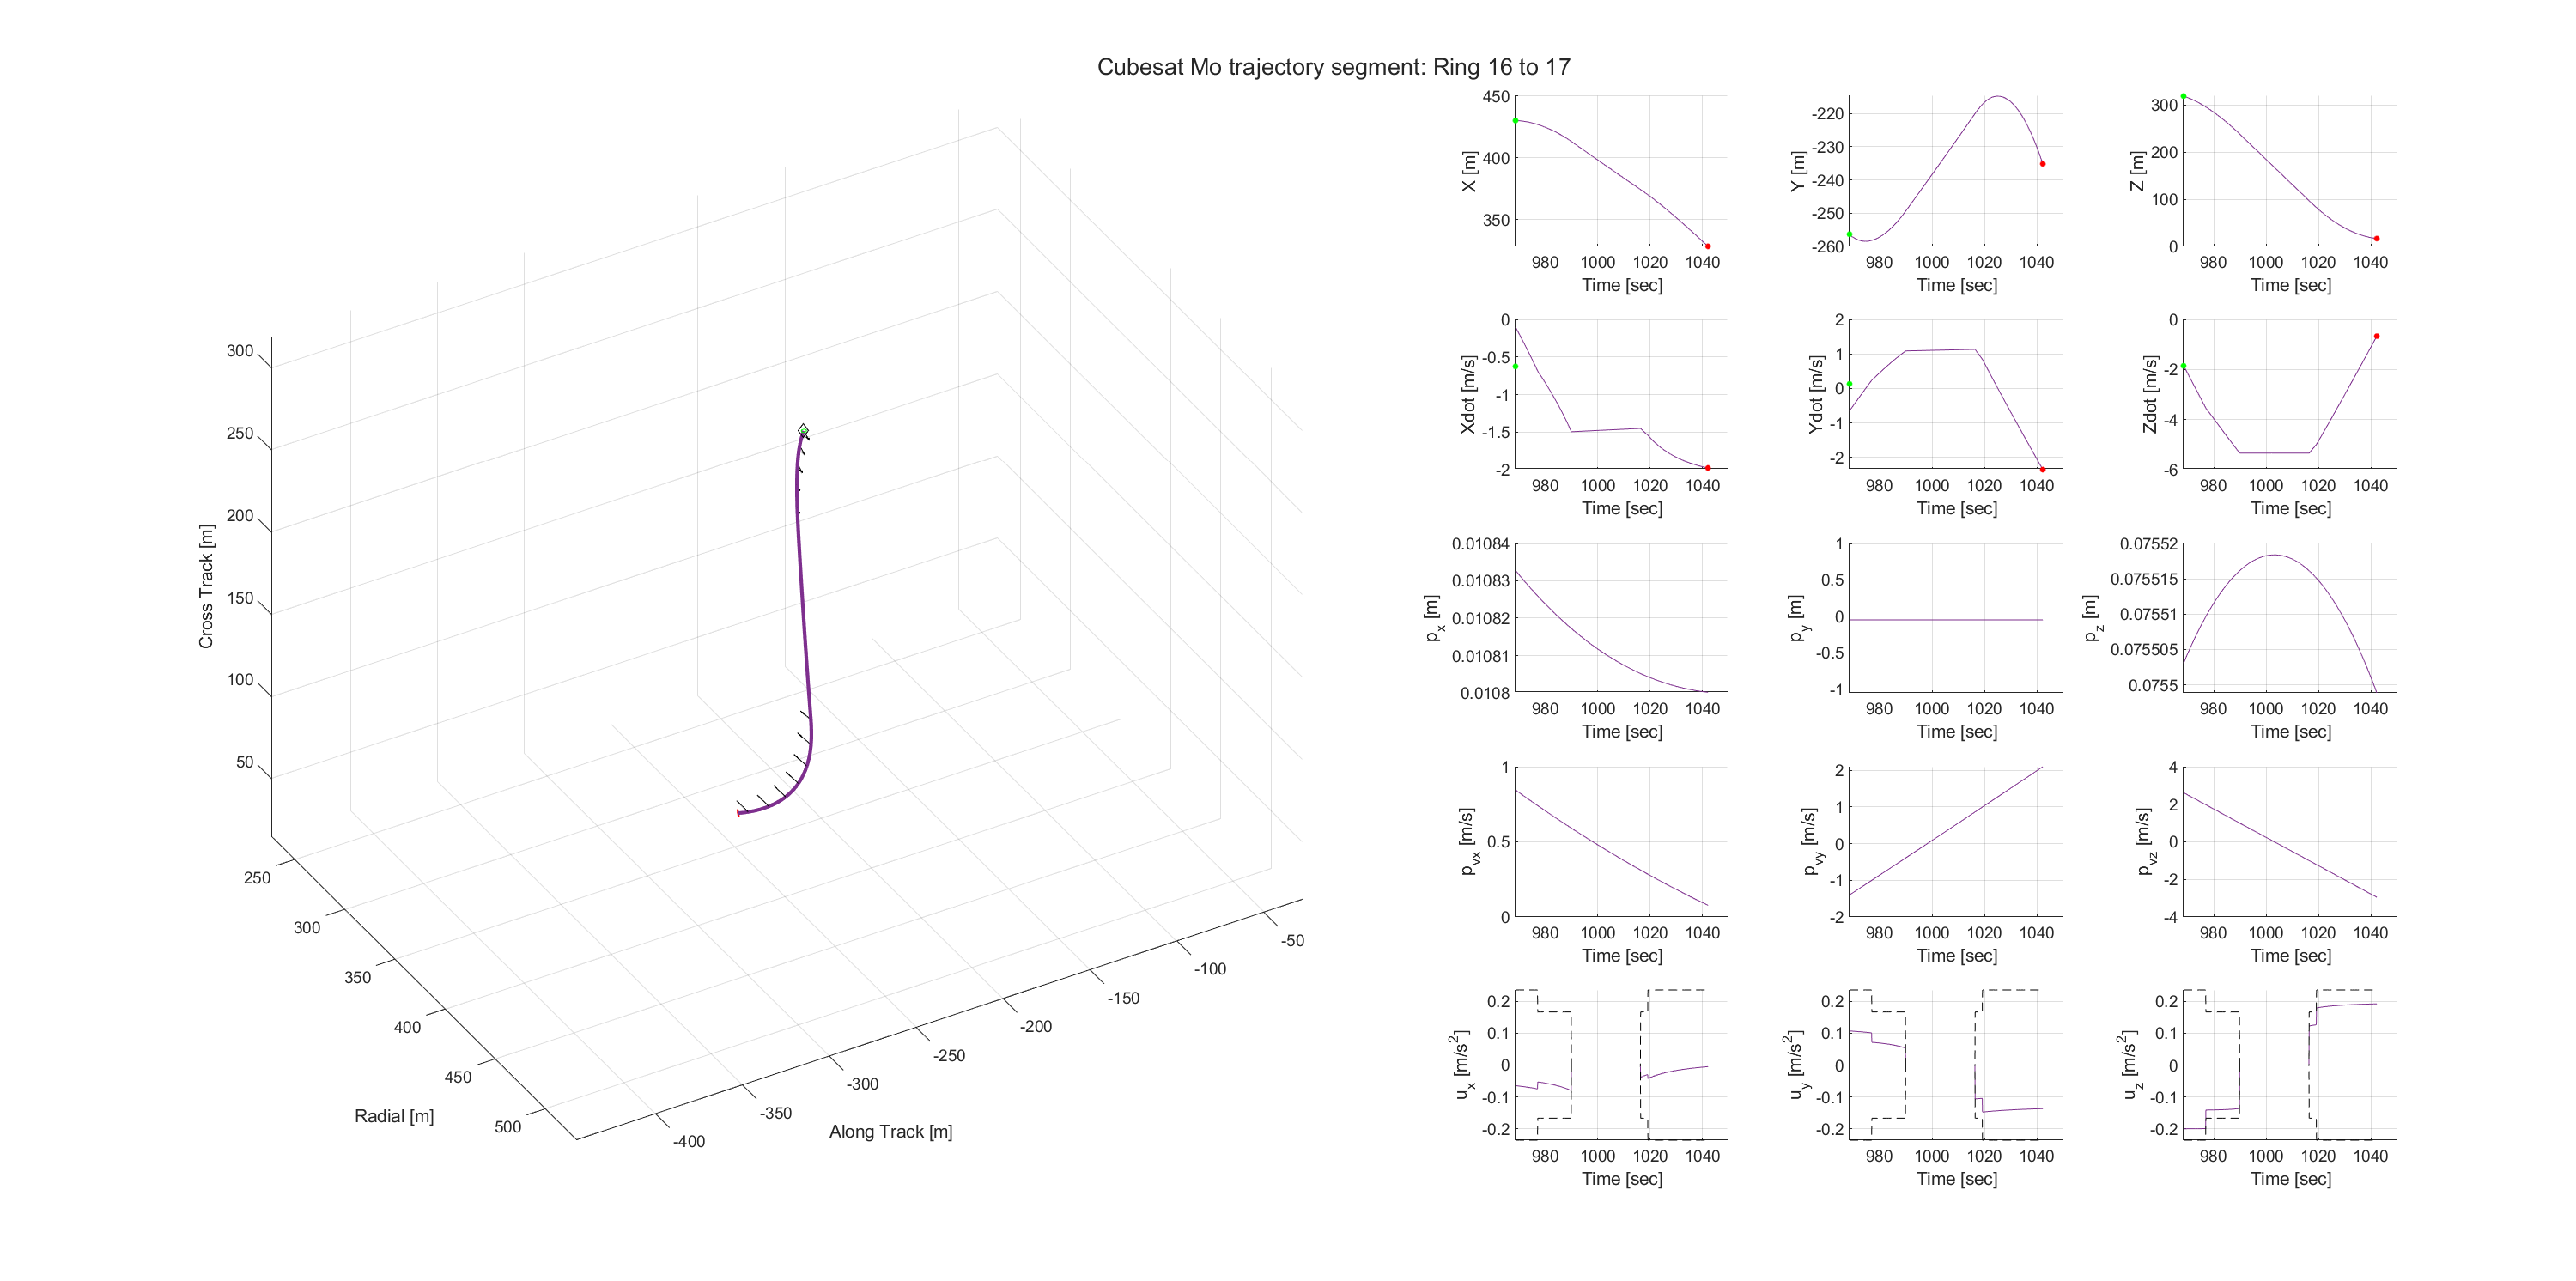 Cubesat Mo trajectory segment: Ring 16 to 17
300
250
200
150
100
50
Cross Track [m]
250
300
350
400
450
500
Radial [m]
-400
-350
-300
-250
-200
-150
-100
-50
Along Track [m]
450
400
350
X [m]
980 1000 1020 1040
Time [sec]
-220
-230
-240
-250
-260
Y [m]
980 1000 1020 1040
Time [sec]
300
200
100
0
Z [m]
980 1000 1020 1040
Time [sec]
0
-0.5
-1
-1.5
-2
Xdot [m/s]
980 1000 1020 1040
Time [sec]
2
1
0
-1
-2
Ydot [m/s]
980 1000 1020 1040
Time [sec]
0
-2
-4
-6
Zdot [m/s]
980 1000 1020 1040
Time [sec]
0.01084
0.01083
0.01082
0.01081
0.0108
p_x [m]
980 1000 1020 1040
Time [sec]
1
0.5
0
-0.5
-1
p_y [m]
980 1000 1020 1040
Time [sec]
0.07552
0.075515
0.07551
0.075505
0.0755
p_z [m]
980 1000 1020 1040
Time [sec]
1
0.5
0
p_vx [m/s]
980 1000 1020 1040
Time [sec]
2
1
0
-1
-2
p_vy [m/s]
980 1000 1020 1040
Time [sec]
4
2
0
-2
-4
p_vz [m/s]
980 1000 1020 1040
Time [sec]
0.2
0.1
0
-0.1
-0.2
u_x [m/s²]
980 1000 1020 1040
Time [sec]
0.2
0.1
0
-0.1
-0.2
u_y [m/s²]
980 1000 1020 1040
Time [sec]
0.2
0.1
0
-0.1
-0.2
u_z [m/s²]
980 1000 1020 1040
Time [sec]